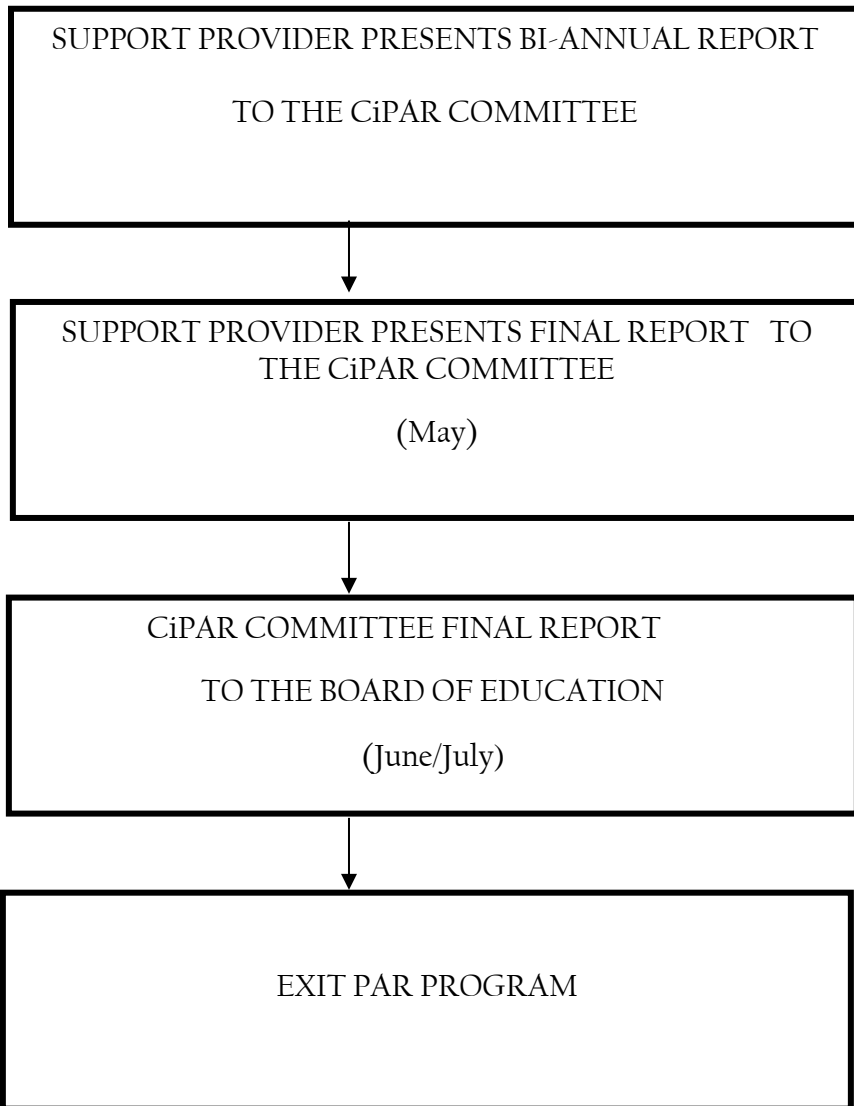 SUPPORT PROVIDER PRESENTS BI-ANNUAL REPORT
TO THE CiPAR COMMITTEE
SUPPORT PROVIDER PRESENTS FINAL REPORT TO
THE CiPAR COMMITTEE
(May)
CiPAR COMMITTEE FINAL REPORT
TO THE BOARD OF EDUCATION
(June/July)
EXIT PAR PROGRAM